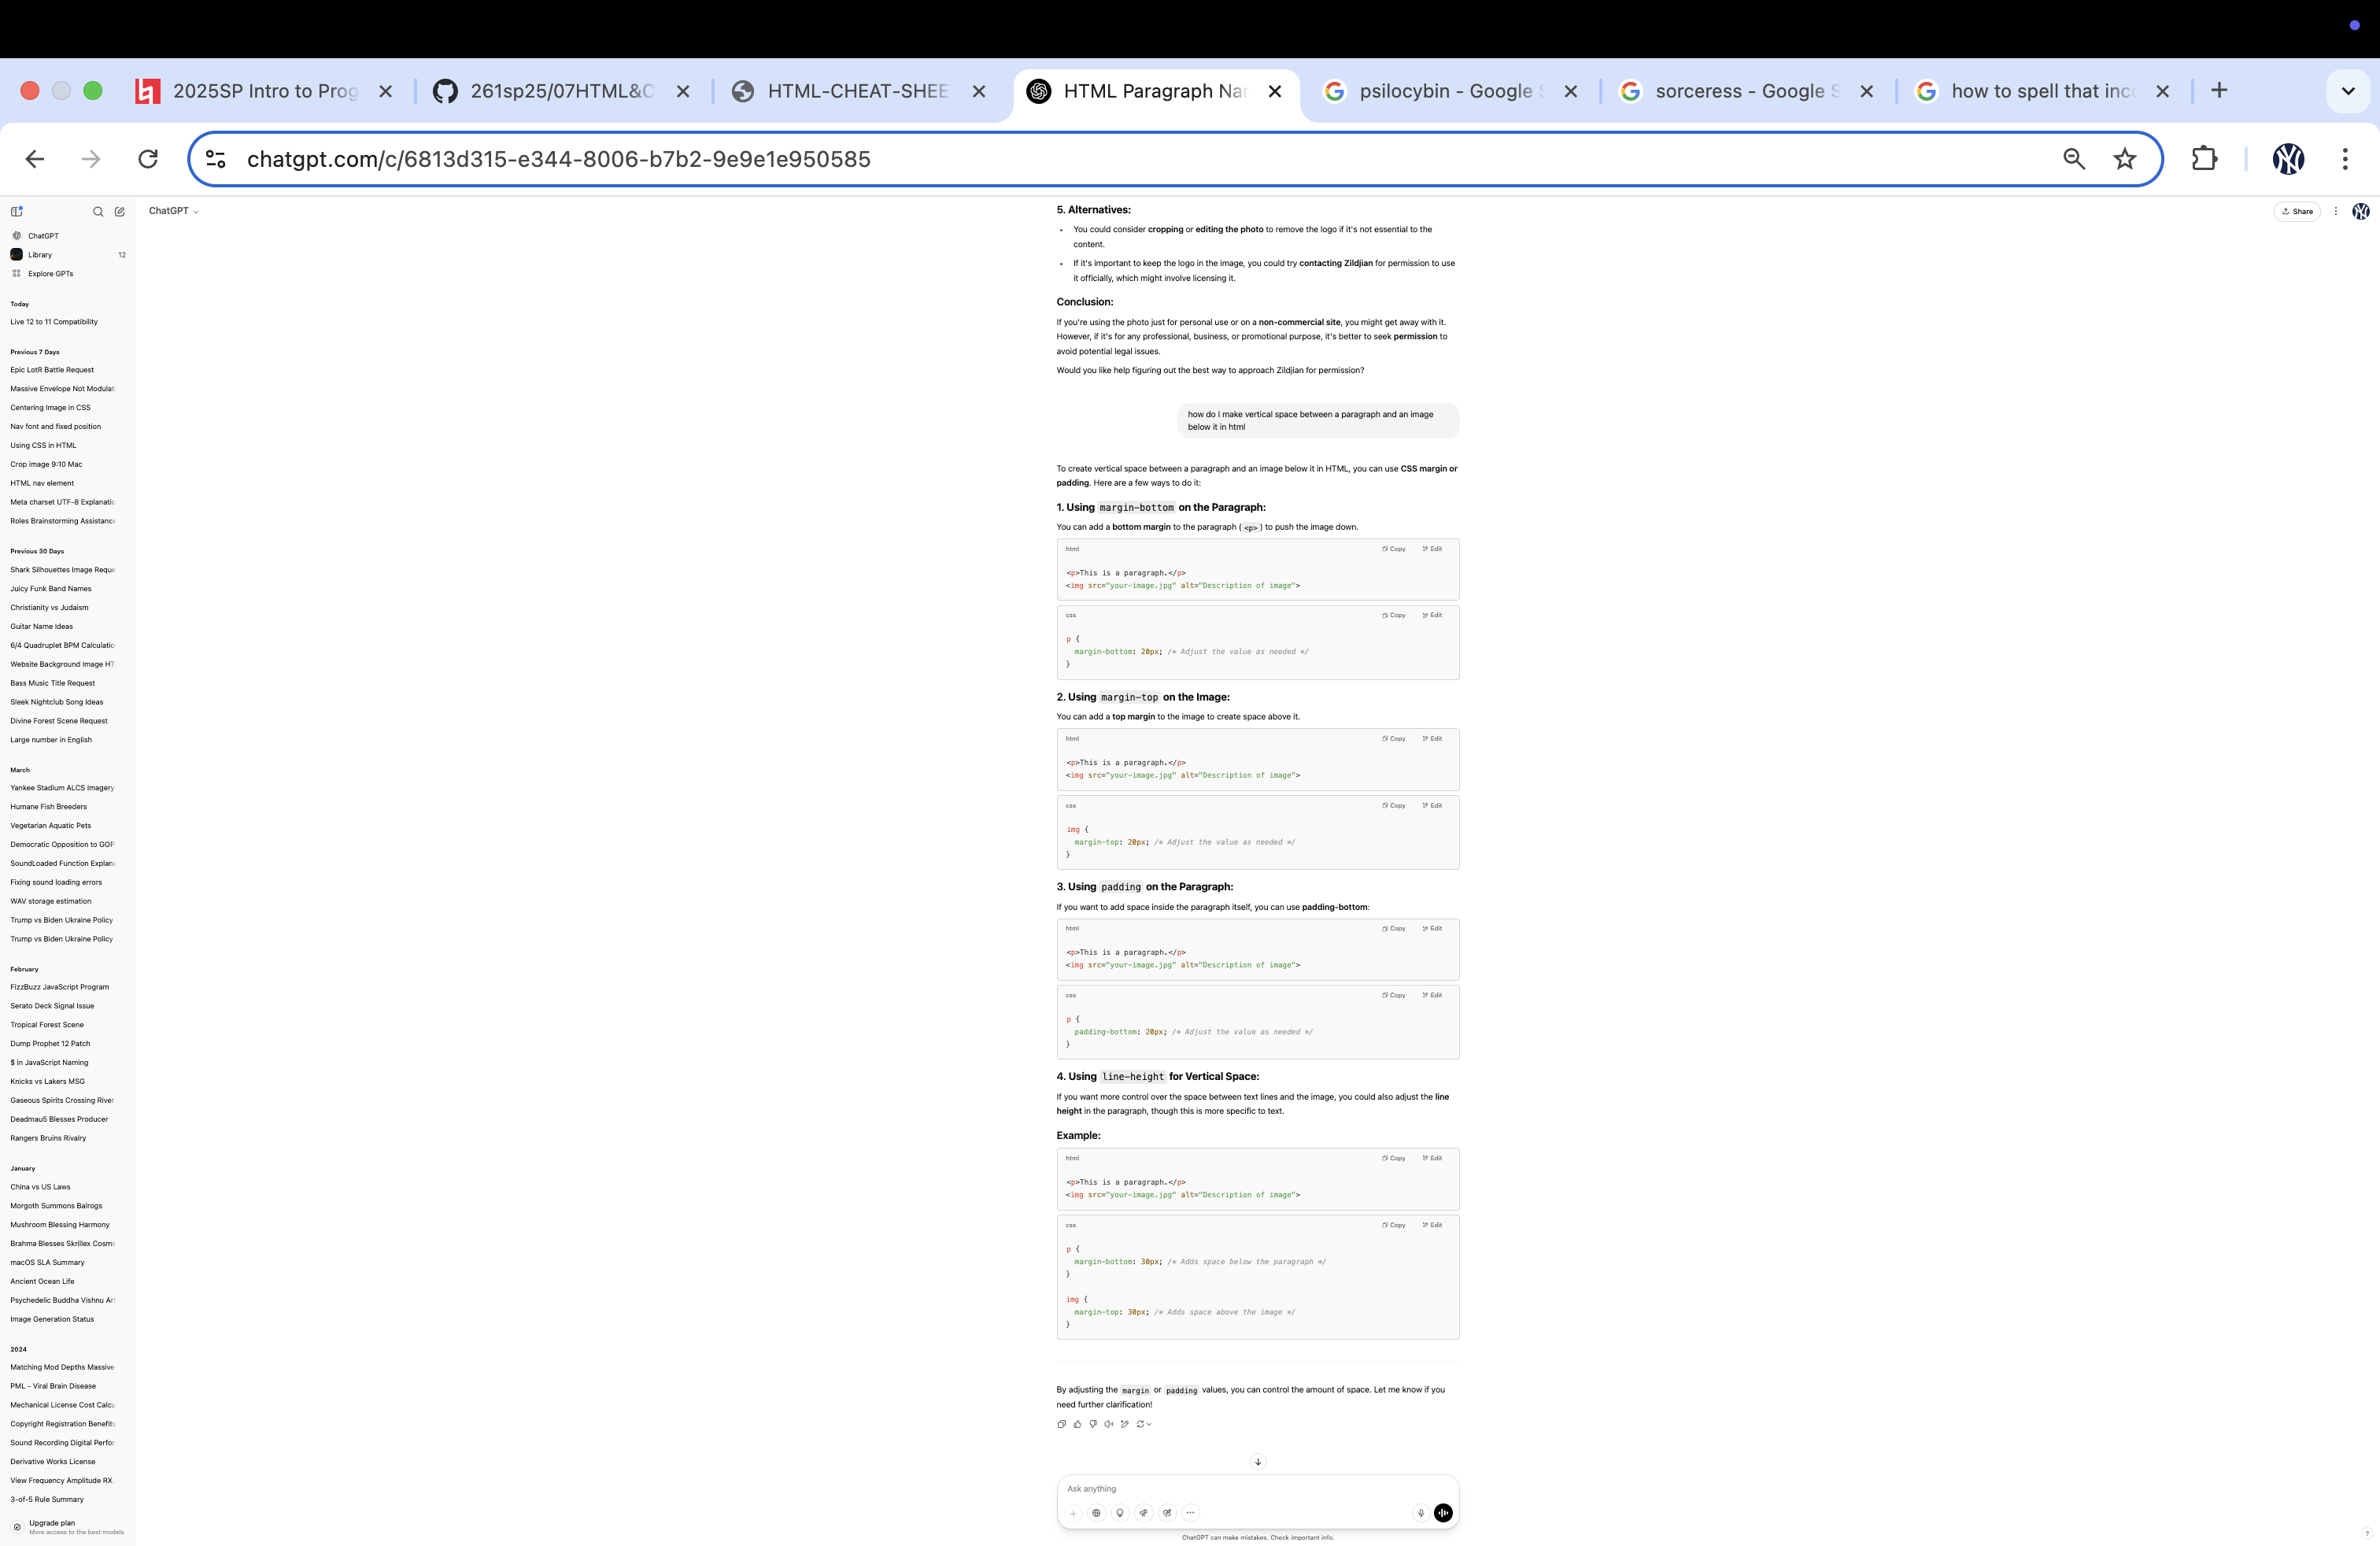 2025SP Intro to Prog
261sp25/07HTML&C
HTML-CHEAT-SHEE
HTML Paragraph Nar
psilocybin - Google S
sorceress - Google S
how to spell that inc
chatgpt.com/c/6813d315-e344-8006-b7b2-9e9e1e950585
ChatGPT
Library 12
Explore GPTs
Today
Live 12 to 11 Compatibility
Previous 7 Days
Epic LotR Battle Request
Massive Envelope Not Modulat
Centering Image in CSS
Nav font and fixed position
Using CSS in HTML
Crop image 9:10 Mac
HTML nav element
Meta charset UTF-8 Explanatio
Roles Brainstorming Assistance
Previous 30 Days
Shark Silhouettes Image Reque
Juicy Funk Band Names
Christianity vs Judaism
Guitar Name Ideas
6/4 Quadruplet BPM Calculatio
Website Background Image HT
Bass Music Title Request
Sleek Nightclub Song Ideas
Divine Forest Scene Request
Large number in English
March
Yankee Stadium ALCS Imagery
Humane Fish Breeders
Vegetarian Aquatic Pets
Democratic Opposition to GOP
SoundLoaded Function Explana
Fixing sound loading errors
WAV storage estimation
Trump vs Biden Ukraine Policy
Trump vs Biden Ukraine Policy
February
FizzBuzz JavaScript Program
Serato Deck Signal Issue
Tropical Forest Scene
Dump Prophet 12 Patch
$ in JavaScript Naming
Knicks vs Lakers MSG
Gaseous Spirits Crossing River
Deadmau5 Blesses Producer
Rangers Bruins Rivalry
January
China vs US Laws
Morgoth Summons Balrogs
Mushroom Blessing Harmony
Brahma Blesses Skrillex Cosmo
macOS SLA Summary
Ancient Ocean Life
Psychedelic Buddha Vishnu Art
Image Generation Status
2024
Matching Mod Depths Massive
PML - Viral Brain Disease
Mechanical License Cost Calcu
Copyright Registration Benefits
Sound Recording Digital Perfor
Derivative Works License
View Frequency Amplitude RX
3-of-5 Rule Summary
Upgrade plan
More access to the best models
ChatGPT
Share
5. Alternatives:
• You could consider cropping or editing the photo to remove the logo if it's not essential to the
content.
• If it's important to keep the logo in the image, you could try contacting Zildjian for permission to use
it officially, which might involve licensing it.
Conclusion:
If you're using the photo just for personal use or on a non-commercial site, you might get away with it.
However, if it's for any professional, business, or promotional purpose, it's better to seek permission to
avoid potential legal issues.
Would you like help figuring out the best way to approach Zildjian for permission?
how do I make vertical space between a paragraph and an image
below it in html
To create vertical space between a paragraph and an image below it in HTML, you can use CSS margin or
padding. Here are a few ways to do it:
1. Using margin-bottom on the Paragraph:
You can add a bottom margin to the paragraph ( <p> ) to push the image down.
html Copy Edit
<p>This is a paragraph.</p>
<img src="your-image.jpg" alt="Description of image">
css Copy Edit
p {
margin-bottom: 20px; /* Adjust the value as needed */
}
2. Using margin-top on the Image:
You can add a top margin to the image to create space above it.
html Copy Edit
<p>This is a paragraph.</p>
<img src="your-image.jpg" alt="Description of image">
css Copy Edit
img {
margin-top: 20px; /* Adjust the value as needed */
}
3. Using padding on the Paragraph:
If you want to add space inside the paragraph itself, you can use padding-bottom:
html Copy Edit
<p>This is a paragraph.</p>
<img src="your-image.jpg" alt="Description of image">
css Copy Edit
p {
padding-bottom: 20px; /* Adjust the value as needed */
}
4. Using line-height for Vertical Space:
If you want more control over the space between text lines and the image, you could also adjust the line
height in the paragraph, though this is more specific to text.
Example:
html Copy Edit
<p>This is a paragraph.</p>
<img src="your-image.jpg" alt="Description of image">
css Copy Edit
p {
margin-bottom: 30px; /* Adds space below the paragraph */
}
img {
margin-top: 30px; /* Adds space above the image */
}
By adjusting the margin or padding values, you can control the amount of space. Let me know if you
need further clarification!
Ask anything
ChatGPT can make mistakes. Check important info.
?